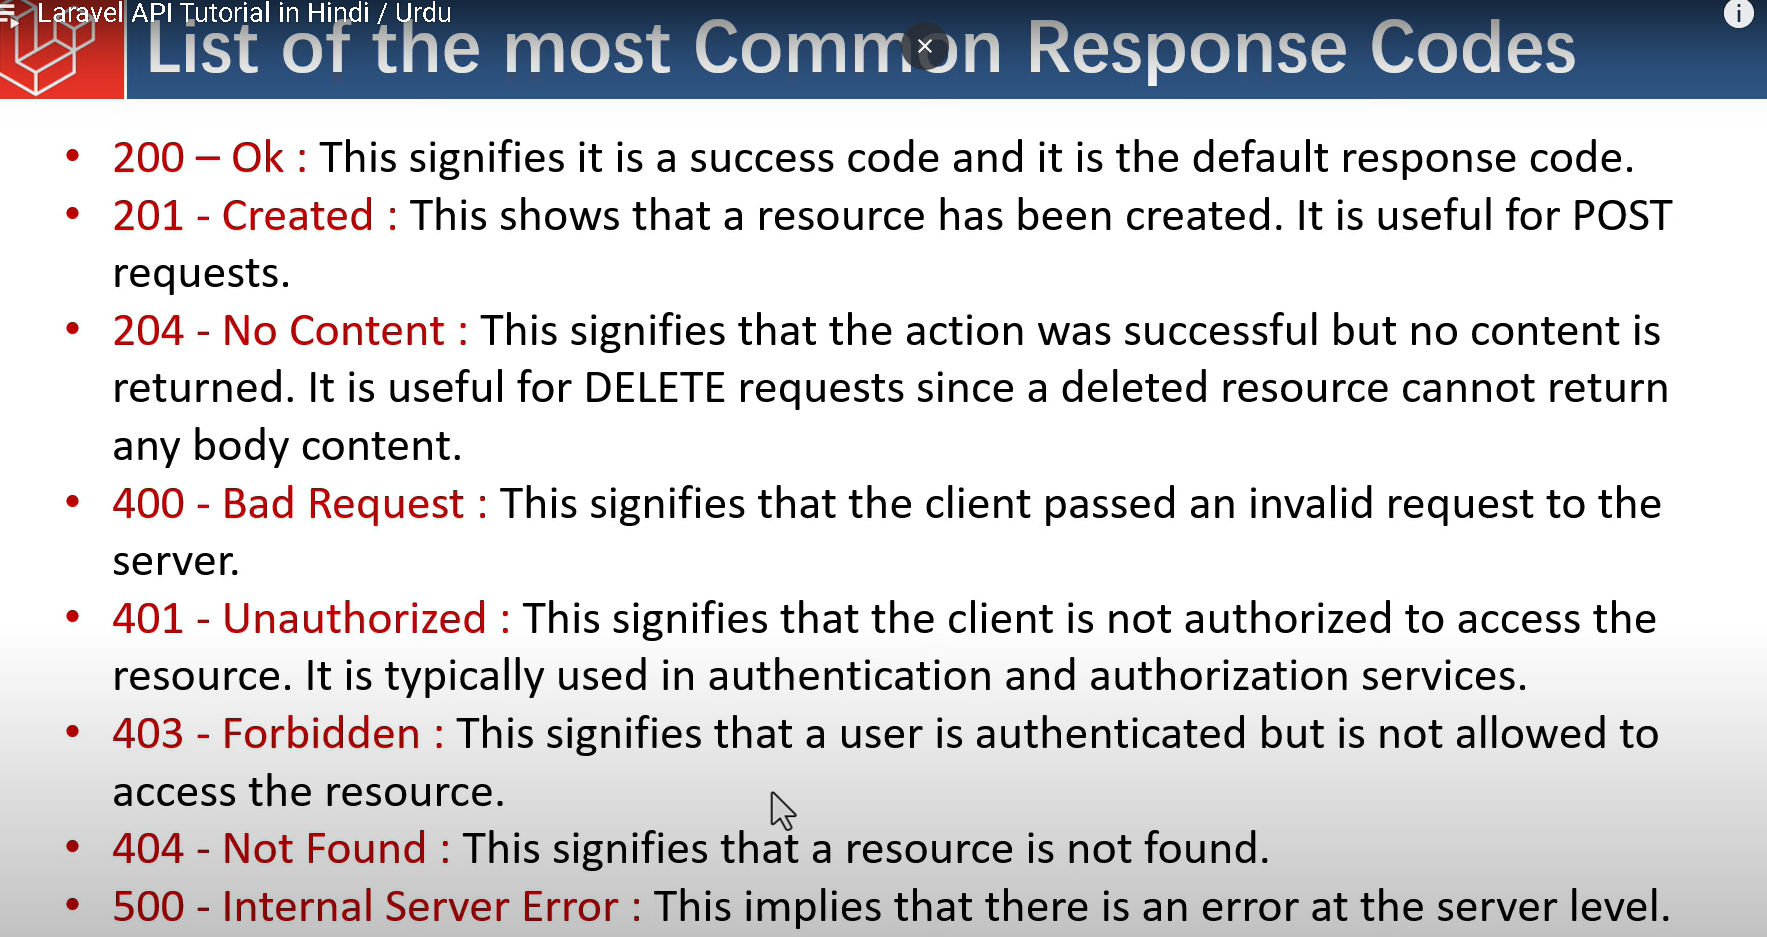 Laravel API Tutorial in Hindi / Urdu
List of the most Common Response Codes
• 200 – Ok : This signifies it is a success code and it is the default response code.
• 201 - Created : This shows that a resource has been created. It is useful for POST
requests.
• 204 - No Content : This signifies that the action was successful but no content is
returned. It is useful for DELETE requests since a deleted resource cannot return
any body content.
• 400 - Bad Request : This signifies that the client passed an invalid request to the
server.
• 401 - Unauthorized : This signifies that the client is not authorized to access the
resource. It is typically used in authentication and authorization services.
• 403 - Forbidden : This signifies that a user is authenticated but is not allowed to
access the resource.
• 404 - Not Found : This signifies that a resource is not found.
• 500 - Internal Server Error : This implies that there is an error at the server level.